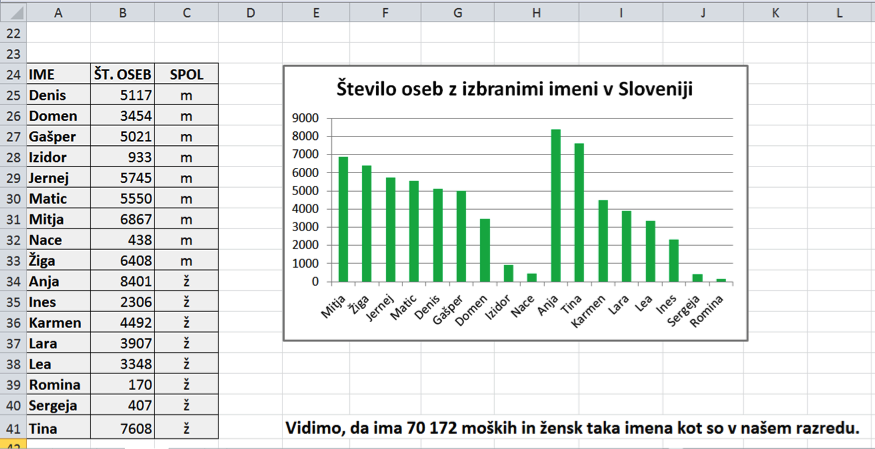 A B C D E F G H I J K L
22
23
24 IME ŠT. OSEB SPOL
25 Denis 5117 m
26 Domen 3454 m
27 Gašper 5021 m
28 Izidor 933 m
29 Jernej 5745 m
30 Matic 5550 m
31 Mitja 6867 m
32 Nace 438 m
33 Žiga 6408 m
34 Anja 8401 ž
35 Ines 2306 ž
36 Karmen 4492 ž
37 Lara 3907 ž
38 Lea 3348 ž
39 Romina 170 ž
40 Sergeja 407 ž
41 Tina 7608 ž
42
Število oseb z izbranimi imeni v Sloveniji
9000
8000
7000
6000
5000
4000
3000
2000
1000
0
Mitja Žiga Jernej Matic Denis Gašper Domen Izidor Nace Anja Tina Karmen Lara Lea Ines Sergeja Romina
Vidimo, da ima 70 172 moških in žensk taka imena kot so v našem razredu.